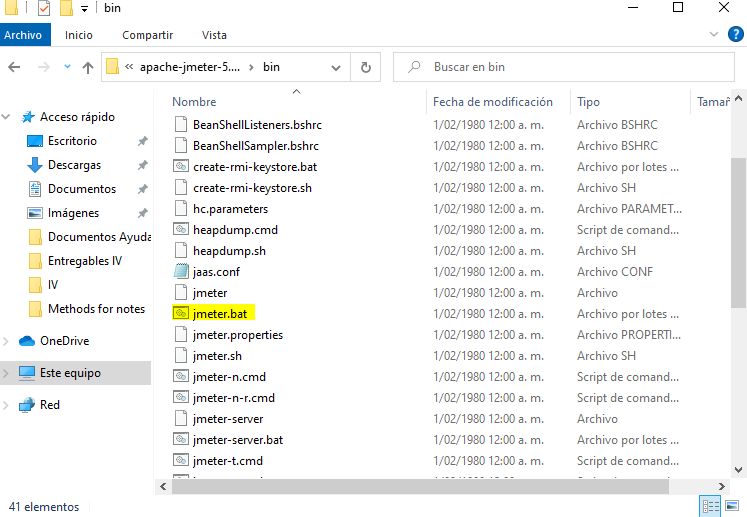 bin
Archivo Inicio Compartir Vista
« apache-jmeter-5.... > bin Buscar en bin
Nombre Fecha de modificación Tipo Tamañ
Acceso rápido
Escritorio
Descargas
Documentos
Imágenes
Documentos Ayuda
Entregables IV
IV
Methods for notes
OneDrive
Este equipo
Red
BeanShellListeners.bshrc 1/02/1980 12:00 a. m. Archivo BSHRC
BeanShellSampler.bshrc 1/02/1980 12:00 a. m. Archivo BSHRC
create-rmi-keystore.bat 1/02/1980 12:00 a. m. Archivo por lotes ...
create-rmi-keystore.sh 1/02/1980 12:00 a. m. Archivo SH
hc.parameters 1/02/1980 12:00 a. m. Archivo PARAMET...
heapdump.cmd 1/02/1980 12:00 a. m. Script de comand...
heapdump.sh 1/02/1980 12:00 a. m. Archivo SH
jaas.conf 1/02/1980 12:00 a. m. Archivo CONF
jmeter 1/02/1980 12:00 a. m. Archivo
jmeter.bat 1/02/1980 12:00 a. m. Archivo por lotes ...
jmeter.properties 1/02/1980 12:00 a. m. Archivo PROPERTI...
jmeter.sh 1/02/1980 12:00 a. m. Archivo SH
jmeter-n.cmd 1/02/1980 12:00 a. m. Script de comand...
jmeter-n-r.cmd 1/02/1980 12:00 a. m. Script de comand...
jmeter-server 1/02/1980 12:00 a. m. Archivo
jmeter-server.bat 1/02/1980 12:00 a. m. Archivo por lotes ...
jmeter-t.cmd 1/02/1980 12:00 a. m. Script de comand...
41 elementos